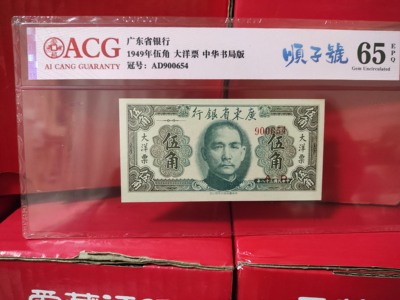 ACG
AI CANG GUARANTY
广东省银行
1949年伍角 大洋票 中华书局版
冠号: AD900654
順子號
65
EPQ
Gem Uncirculated
行銀省東廣
900654
大洋票
伍角
伍角
大洋票